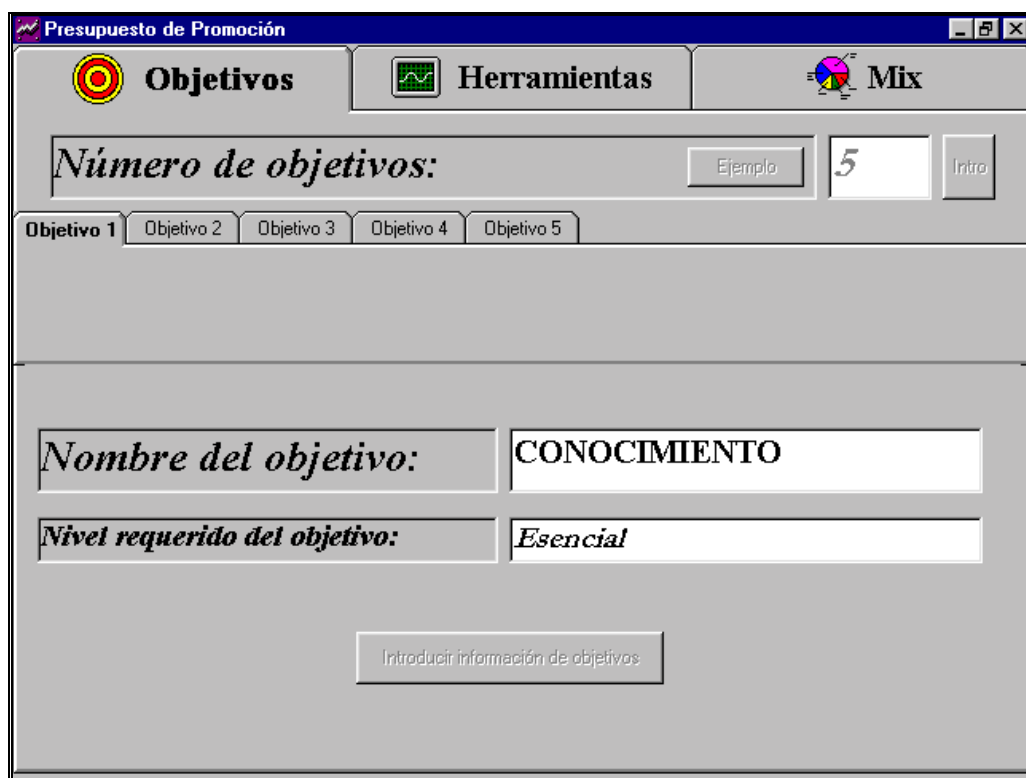 Presupuesto de Promoción
Objetivos Herramientas Mix
Número de objetivos: Ejemplo 5 Intro
Objetivo 1 Objetivo 2 Objetivo 3 Objetivo 4 Objetivo 5
Nombre del objetivo: CONOCIMIENTO
Nivel requerido del objetivo: Esencial
Introducir información de objetivos